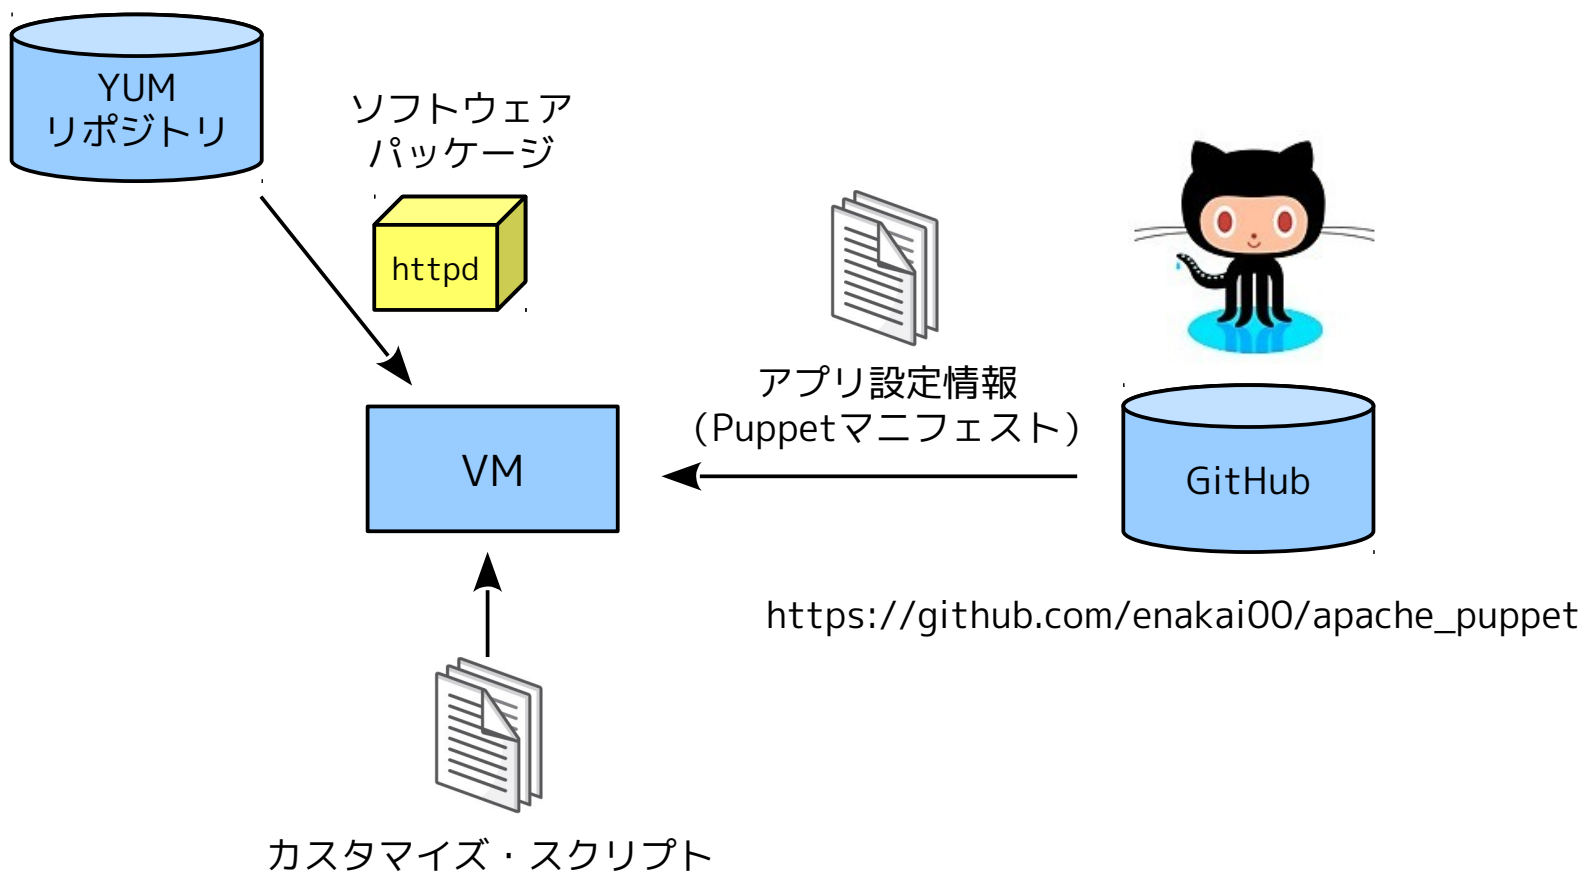 YUM
リポジトリ
ソフトウェア
パッケージ
httpd
アプリ設定情報
（Puppetマニフェスト）
VM
GitHub
https://github.com/enakai00/apache_puppet
カスタマイズ・スクリプト